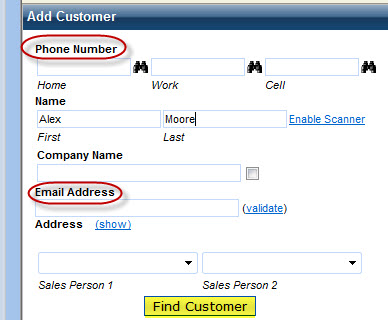 Add Customer
Phone Number
Home Work Cell
Name
Alex Moore Enable Scanner
First Last
Company Name
Email Address
(validate)
Address (show)
Sales Person 1 Sales Person 2
Find Customer